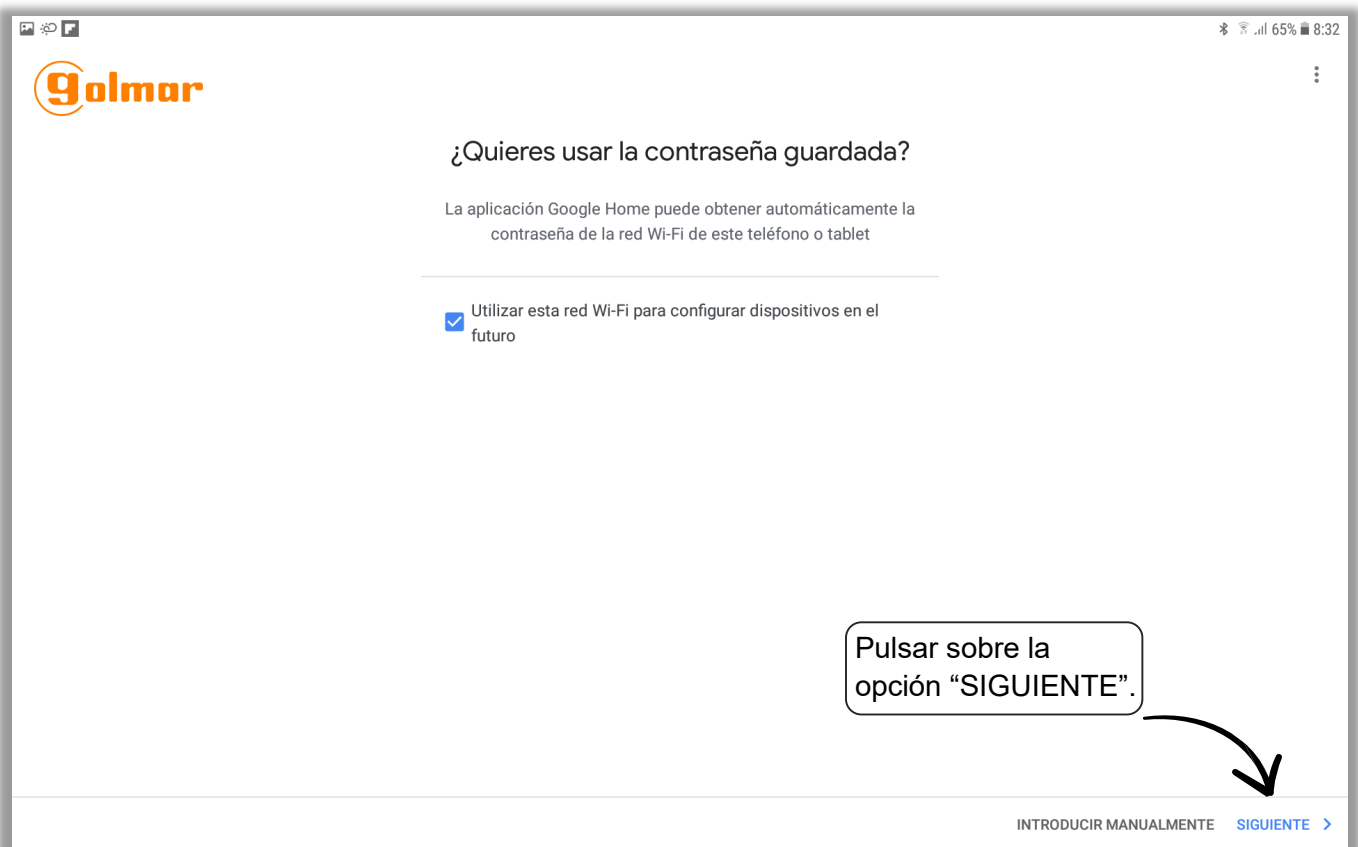 65% 8:32
golmar
¿Quieres usar la contraseña guardada?
La aplicación Google Home puede obtener automáticamente la
contraseña de la red Wi-Fi de este teléfono o tablet
Utilizar esta red Wi-Fi para configurar dispositivos en el
futuro
Pulsar sobre la
opción “SIGUIENTE”.
INTRODUCIR MANUALMENTE SIGUIENTE